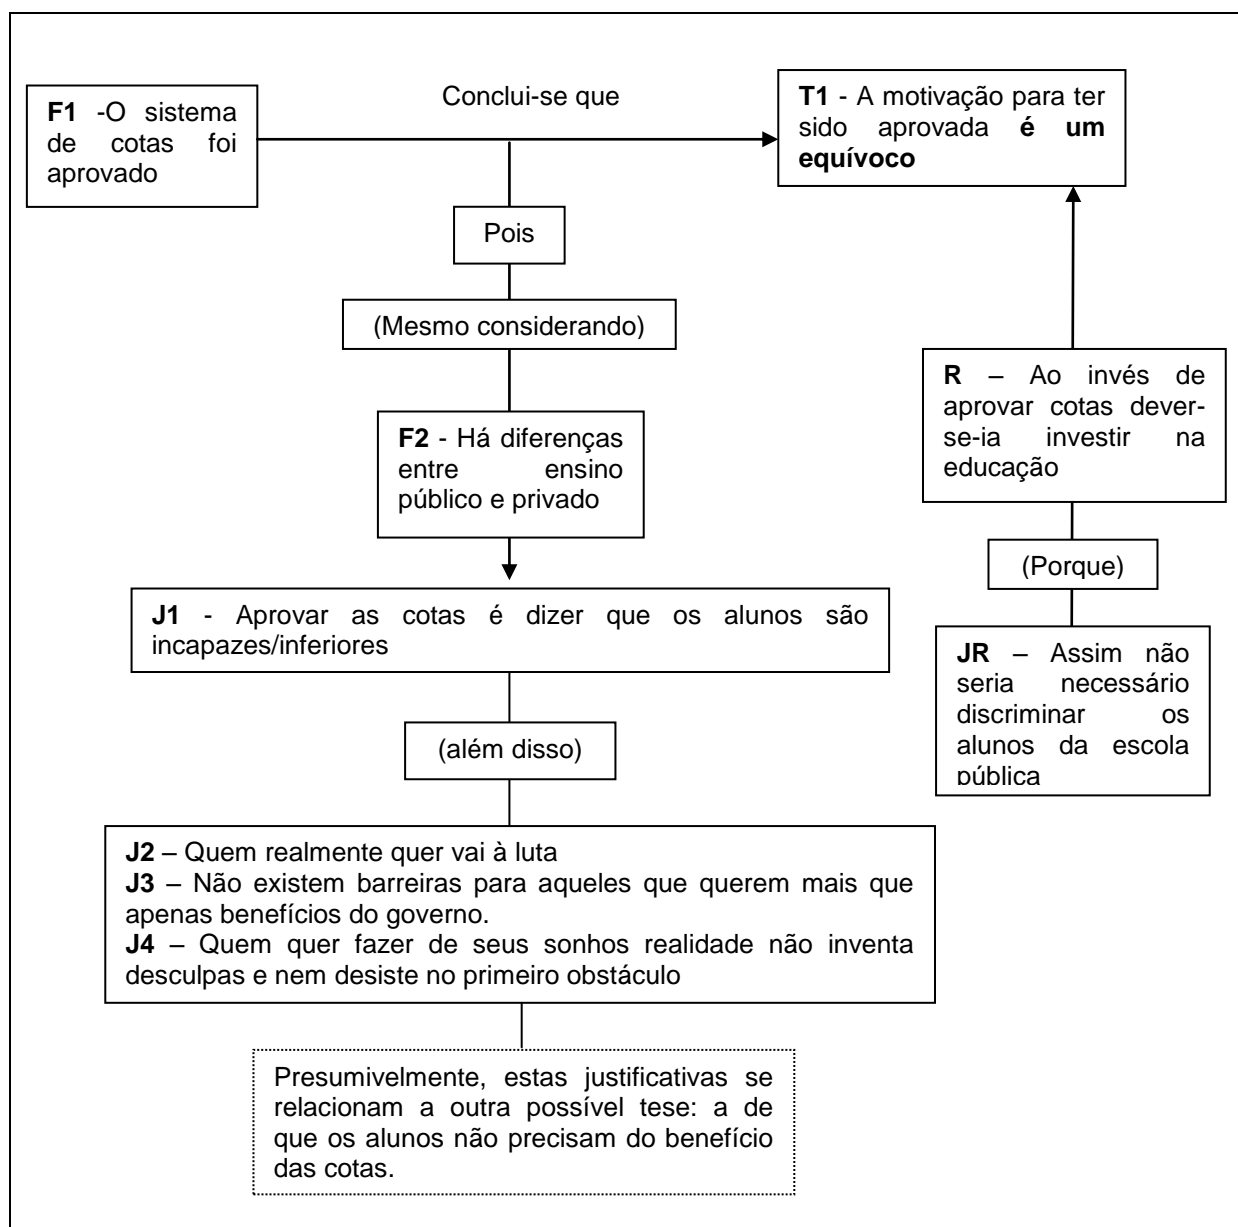 F1 -O sistema
de cotas foi
aprovado
Conclui-se que
T1 - A motivação para ter
sido aprovada é um
equívoco
Pois
(Mesmo considerando)
F2 - Há diferenças
entre ensino
público e privado
R – Ao invés de
aprovar cotas dever-
se-ia investir na
educação
(Porque)
J1 - Aprovar as cotas é dizer que os alunos são
incapazes/inferiores
JR – Assim não
seria necessário
discriminar os
alunos da escola
pública
(além disso)
J2 – Quem realmente quer vai à luta
J3 – Não existem barreiras para aqueles que querem mais que
apenas benefícios do governo.
J4 – Quem quer fazer de seus sonhos realidade não inventa
desculpas e nem desiste no primeiro obstáculo
Presumivelmente, estas justificativas se
relacionam a outra possível tese: a de
que os alunos não precisam do benefício
das cotas.